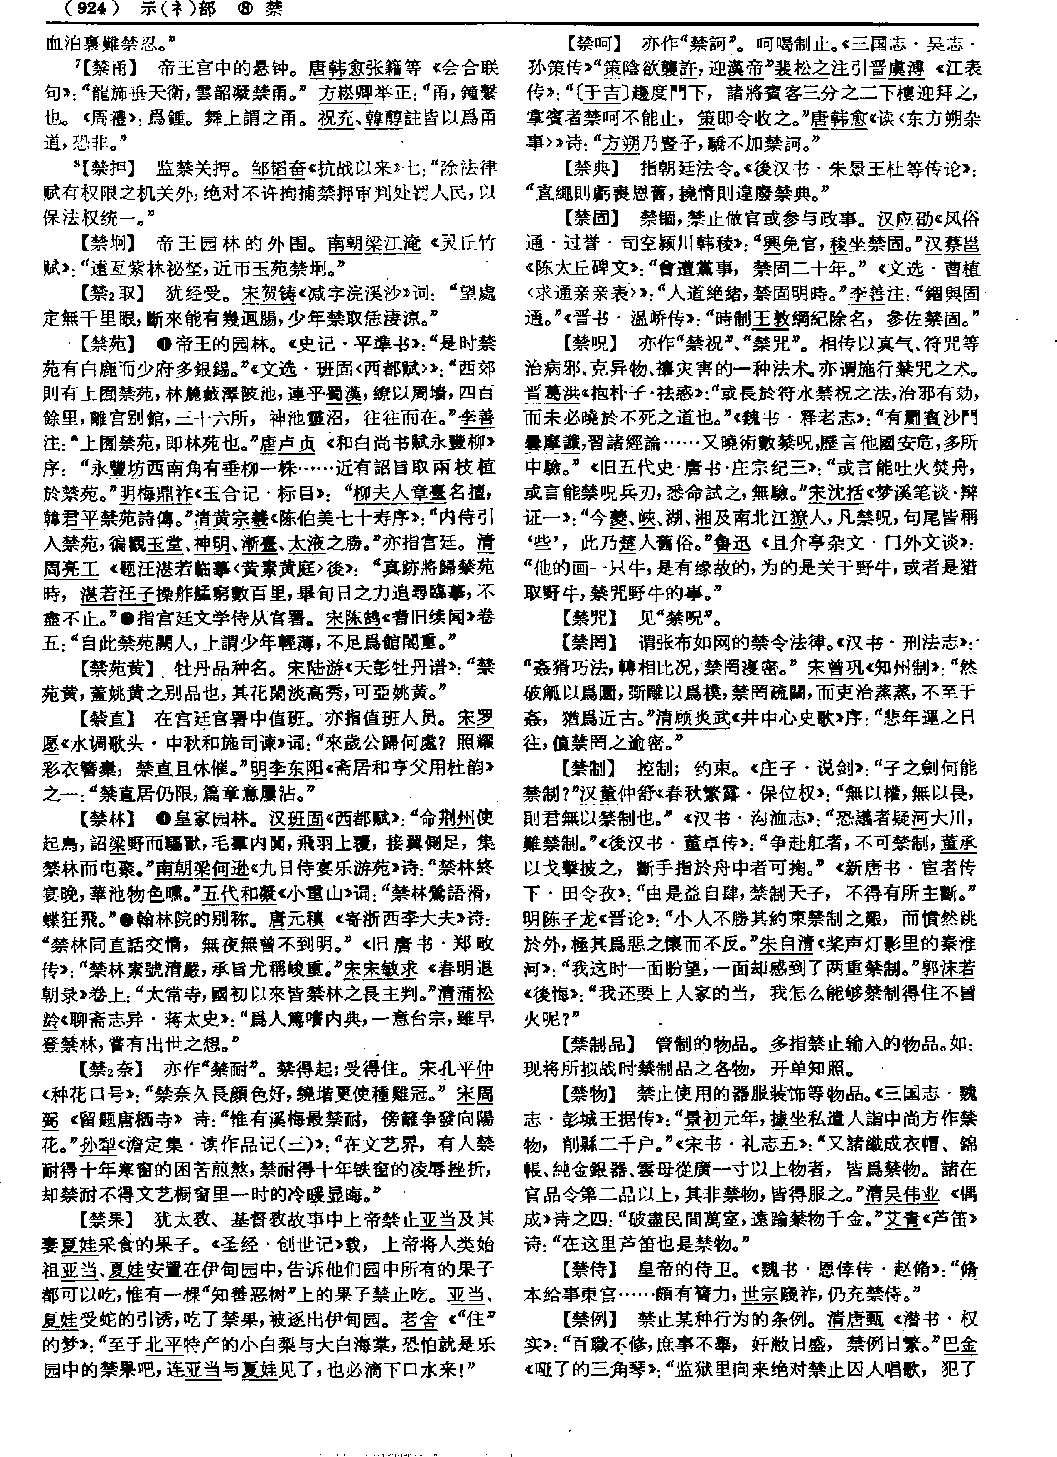 （924） 示(礻)部 ⑧ 禁
血泊裏難禁忍。”
7【禁甬】 帝王宫中的悬钟。唐韩愈张籍等《会合联
句》：“龍旆垂天衛，雲韶凝禁甬。” 方崧卿举正：“甬，鐘繫
也。《周禮》：鳧鍾。舞上謂之甬。祝充、韓醇註皆以爲甬
道，恐非。”
8【禁押】 监禁关押。邹韬奋《抗战以来》七：“除法律
赋有权限之机关外，绝对不许拘捕禁押审判处罚人民，以
保法权统一。”
【禁坰】 帝王园林的外围。南朝梁江淹《灵丘竹
赋》：“遠亙紫林祕埜，近帀玉苑禁坰。”
【禁2取】 犹经受。宋贺铸《减字浣溪沙》词：“望處
定無千里眼，斷來能有幾迴腸，少年禁取恁淒涼。”
【禁苑】 ❶帝王的园林。《史记·平準书》：“是时禁
苑有白鹿而少府多銀錫。”《文选·班固〈西都赋〉》：“西郊
則有上囿禁苑，林麓藪澤陂池，連乎蜀漢，繚以周墻，四百
餘里，離宫别館，三十六所，神池靈沼，往往而在。”李善
注：“上囿禁苑，即林苑也。”唐卢贞《和白尚书赋永豐柳》
序：“永豐坊西南角有垂柳一株……近有詔旨取兩枝植
於禁苑。”明梅鼎祚《玉合记·标目》：“柳夫人章臺名擅，
韓君平禁苑詩傳。”清黄宗羲《陈伯美七十寿序》：“内侍引
入禁苑，徧觀玉堂、神明、漸臺、太液之勝。”亦指宫廷。清
周亮工《题汪湛若临摹〈黄素黄庭〉後》：“真跡將歸禁苑
時，湛若汪子操舴艋窮數百里，畢旬日之力追尋臨摹，不
盡不止。”❷指宫廷文学侍从官署。宋陈鹄《耆旧续闻》卷
五：“自此禁苑闕人，上謂少年輕薄，不足爲館閣重。”
【禁苑黄】 牡丹品种名。宋陆游《天彭牡丹谱》：“禁
苑黄，蓋姚黄之别品也，其花閑淡高秀，可亞姚黄。”
【禁直】 在宫廷官署中值班。亦指值班人员。宋罗
愿《水调歌头·中秋和施司谏》词：“來歲公歸何處？照耀
彩衣簪橐；禁直且休催。”明李东阳《斋居和亨父用杜韵》
之一：“禁直居仍限，篇章意屢沾。”
【禁林】 ❶皇家园林。汉班固《西都赋》：“命荆州使
起鳥，詔梁野而驅獸，毛羣内闐，飛羽上覆，接翼側足，集
禁林而屯聚。”南朝梁何逊《九日侍宴乐游苑》诗：“禁林終
宴晚，華池物色曛。”五代和凝《小重山》词：“禁林鶯語滑，
蝶狂飛。”❷翰林院的别称。唐元稹《寄浙西李大夫》诗：
“禁林同直話交情，無夜無曾不到明。”《旧唐书·郑畋
传》：“禁林素號清嚴，承旨尤稱峻重。”宋宋敏求《春明退
朝录》卷上：“太常寺，國初以來皆禁林之長主判。”清蒲松
龄《聊斋志异·蒋太史》：“爲人篤嗜内典，一意台宗，雖早
登禁林，嘗有出世之想。”
【禁2奈】 亦作“禁耐”。禁得起；受得住。宋孔平仲
《种花口号》：“禁奈久長顏色好，繞堦更使種雞冠。”宋周
弼《留题唐栖寺》诗：“惟有溪梅最禁耐，傍籬争發向陽
花。”孙犁《澹定集·读作品记(三)》：“在文艺界，有人禁
耐得十年寒窗的困苦煎熬，禁耐得十年铁窗的凌辱挫折，
却禁耐不得文艺橱窗里一时的冷暖显晦。”
【禁果】 犹太教、基督教故事中上帝禁止亚当及其
妻夏娃采食的果子。《圣经·创世记》载，上帝将人类始
祖亚当、夏娃安置在伊甸园中，告诉他们园中所有的果子
都可以吃，惟有一棵“知善恶树”上的果子禁止吃。亚当、
夏娃受蛇的引诱，吃了禁果，被逐出伊甸园。老舍《“住”
的梦》：“至于北平特产的小白梨与大白海棠，恐怕就是乐
园中的禁果吧，连亚当与夏娃见了，也必滴下口水来！”
【禁呵】 亦作“禁訶”。呵喝制止。《三国志·吴志·
孙策传》“策陰欲襲許，迎漢帝”裴松之注引晋虞溥《江表
传》：“〔于吉〕趨度門下，諸將賓客三分之二下樓迎拜之，
掌賓者禁呵不能止，策即令收之。”唐韩愈《读〈东方朔杂
事〉》诗：“方朔乃豎子，驕不加禁訶。”
【禁典】 指朝廷法令。《後汉书·朱景王杜等传论》：
“直繩則虧喪恩舊，撓情則違廢禁典。”
【禁固】 禁锢，禁止做官或参与政事。汉应劭《风俗
通·过誉·司空颍川韩稜》：“興免官，稜坐禁固。”汉蔡邕
《陈太丘碑文》：“會遭黨事，禁固二十年。”《文选·曹植
〈求通亲亲表〉》：“人道绝緒，禁固明時。”李善注：“錮與固
通。”《晋书·温峤传》：“時制王敦綱紀除名，參佐禁固。”
【禁呪】 亦作“禁祝”、“禁咒”。相传以真气、符咒等
治病邪、克异物、禳灾害的一种法术。亦谓施行禁咒之术。
晋葛洪《抱朴子·祛惑》：“或長於符水禁祝之法，治邪有効，
而未必曉於不死之道也。”《魏书·释老志》：“有罽賓沙門
曇摩讖，習諸經論……又曉術數禁呪，歷言他國安危，多所
中驗。”《旧五代史·唐书·庄宗纪三》：“或言能吐火焚舟，
或言能禁呪兵刃，悉命試之，無驗。”宋沈括《梦溪笔谈·辩
证一》：“今夔、峽、湖、湘及南北江獠人，凡禁呪，句尾皆稱
‘些’，此乃楚人舊俗。”鲁迅《且介亭杂文·门外文谈》：
“他的画一只牛，是有缘故的，为的是关于野牛，或者是猎
取野牛，禁咒野牛的事。”
【禁咒】 见“禁呪”。
【禁罔】 谓张布如网的禁令法律。《汉书·刑法志》：
“姦猾巧法，轉相比况，禁罔寖密。”宋曾巩《知州制》：“然
破觚以爲圜，斲雕以爲樸，禁罔疏闊，而吏治蒸蒸，不至于
姦，猶爲近古。”清顾炎武《井中心史歌》序：“悲年運之日
往，值禁罔之逾密。”
【禁制】 控制；约束。《庄子·说剑》：“子之劍何能
禁制？”汉董仲舒《春秋繁露·保位权》：“無以權，無以畏，
則君無以禁制也。”《汉书·沟洫志》：“恐議者疑河大川，
難禁制。”《後汉书·董卓传》：“争赴舡者，不可禁制，董承
以戈擊披之，斷手指於舟中者可掬。”《新唐书·宦者传
下·田令孜》：“由是益自肆，禁制天子，不得有所主斷。”
明陈子龙《晋论》：“小人不勝其約束禁制之艱，而憤然跳
於外，極其爲惡之懷而不反。”朱自清《桨声灯影里的秦淮
河》：“我这时一面盼望，一面却感到了两重禁制。”郭沫若
《後悔》：“我还要上人家的当，我怎么能够禁制得住不冒
火呢？”
【禁制品】 管制的物品。多指禁止输入的物品。如：
现将所拟战时禁制品之各物，开单知照。
【禁物】 禁止使用的器服装饰等物品。《三国志·魏
志·彭城王据传》：“景初元年，據坐私遣人詣中尚方作禁
物，削縣二千户。”《宋书·礼志五》：“又諸織成衣帽、錦
帳、純金銀器、雲母從廣一寸以上物者，皆爲禁物。諸在
官品令第二品以上，其非禁物，皆得服之。”清吴伟业《偶
成》诗之四：“破盡民間萬室，遠踰禁物千金。”艾青《芦笛》
诗：“在这里芦笛也是禁物。”
【禁侍】 皇帝的侍卫。《魏书·恩倖传·赵脩》：“脩
本给事東宫……頗有膂力，世宗踐祚，仍充禁侍。”
【禁例】 禁止某种行为的条例。清唐甄《潜书·权
实》：“百職不修，庶事不舉，奸敝日盛，禁例日繁。”巴金
《哑了的三角琴》：“监狱里向来绝对禁止囚人唱歌，犯了